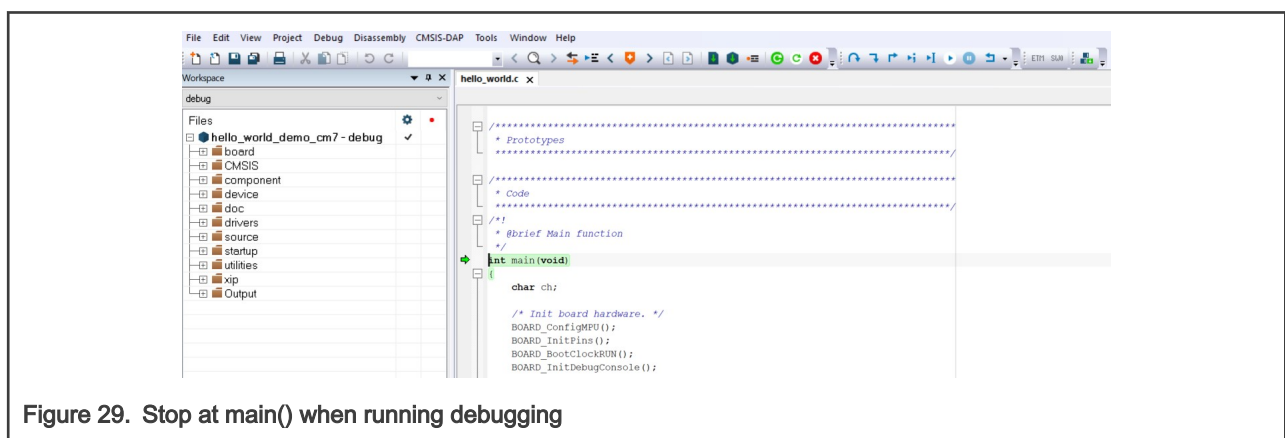 File Edit View Project Debug Disassembly CMSIS-DAP Tools Window Help
ETM SWO
Workspace
hello_world.c x
debug
Files
hello_world_demo_cm7 - debug
board
CMSIS
component
device
doc
drivers
source
startup
utilities
xip
Output
/******************************************************************************
* Prototypes
******************************************************************************/
/******************************************************************************
* Code
******************************************************************************/
/*!
* @brief Main function
*/
int main(void)
{
char ch;
/* Init board hardware. */
BOARD_ConfigMPU();
BOARD_InitPins();
BOARD_BootClockRUN();
BOARD_InitDebugConsole();
Figure 29. Stop at main() when running debugging